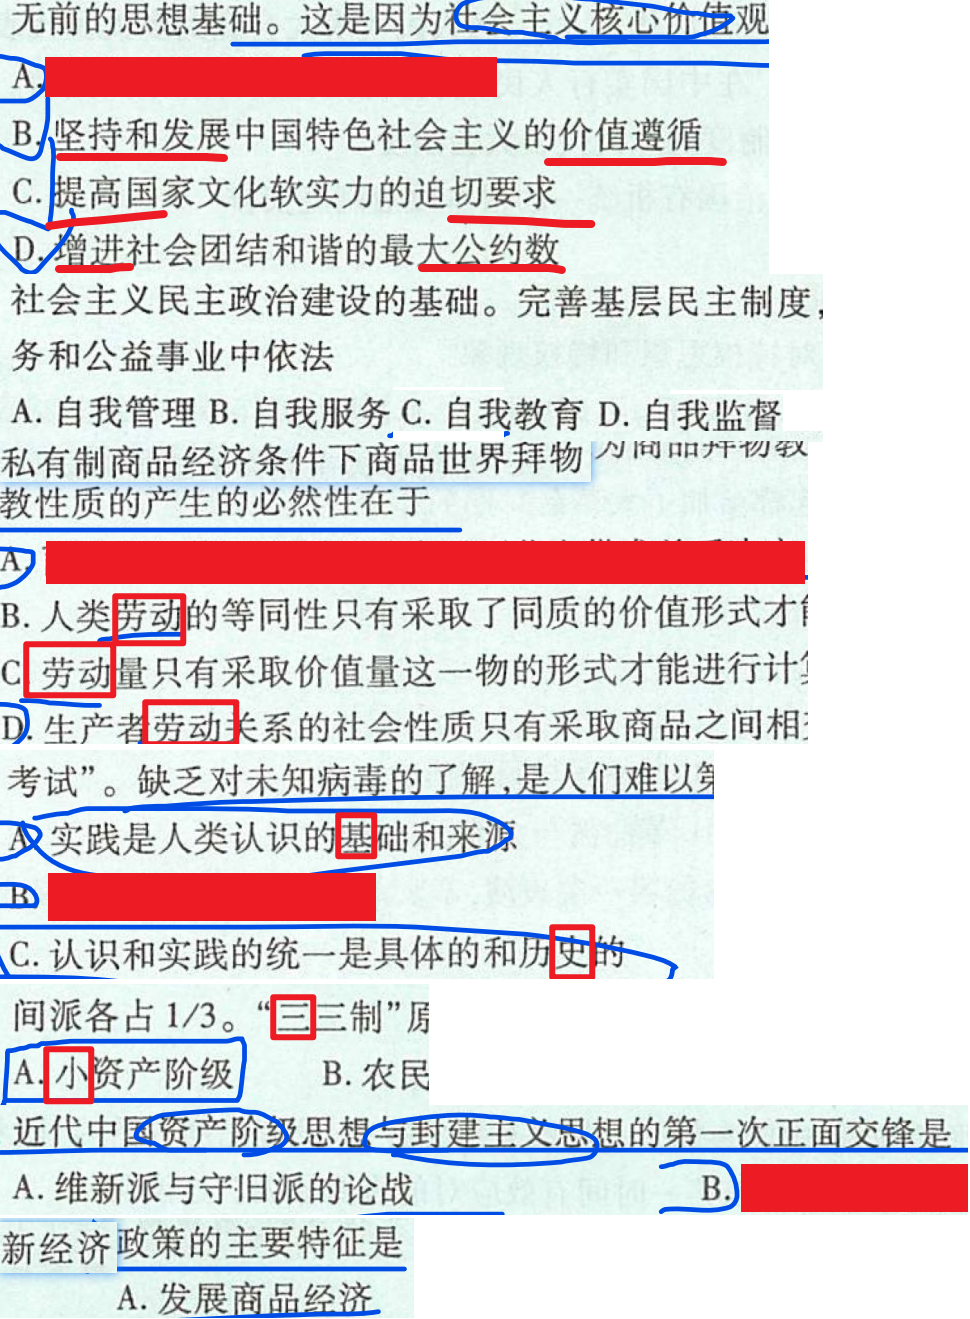 无前的思想基础。这是因为社会主义核心价值观
A.
B. 坚持和发展中国特色社会主义的价值遵循
C. 提高国家文化软实力的迫切要求
D. 增进社会团结和谐的最大公约数
社会主义民主政治建设的基础。完善基层民主制度,
务和公益事业中依法
A. 自我管理 B. 自我服务 C. 自我教育 D. 自我监督
私有制商品经济条件下商品世界拜物 为商品拜物教
教性质的产生的必然性在于
A.
B. 人类劳动的等同性只有采取了同质的价值形式才能
C. 劳动量只有采取价值量这一物的形式才能进行计算
D. 生产者劳动关系的社会性质只有采取商品之间相
考试”。缺乏对未知病毒的了解,是人们难以第
A. 实践是人类认识的基础和来源
B.
C. 认识和实践的统一是具体的和历史的
间派各占 1/3。“三三制”原
A. 小资产阶级 B. 农民
近代中国资产阶级思想与封建主义思想的第一次正面交锋是
A. 维新派与守旧派的论战 B.
新经济政策的主要特征是
A. 发展商品经济